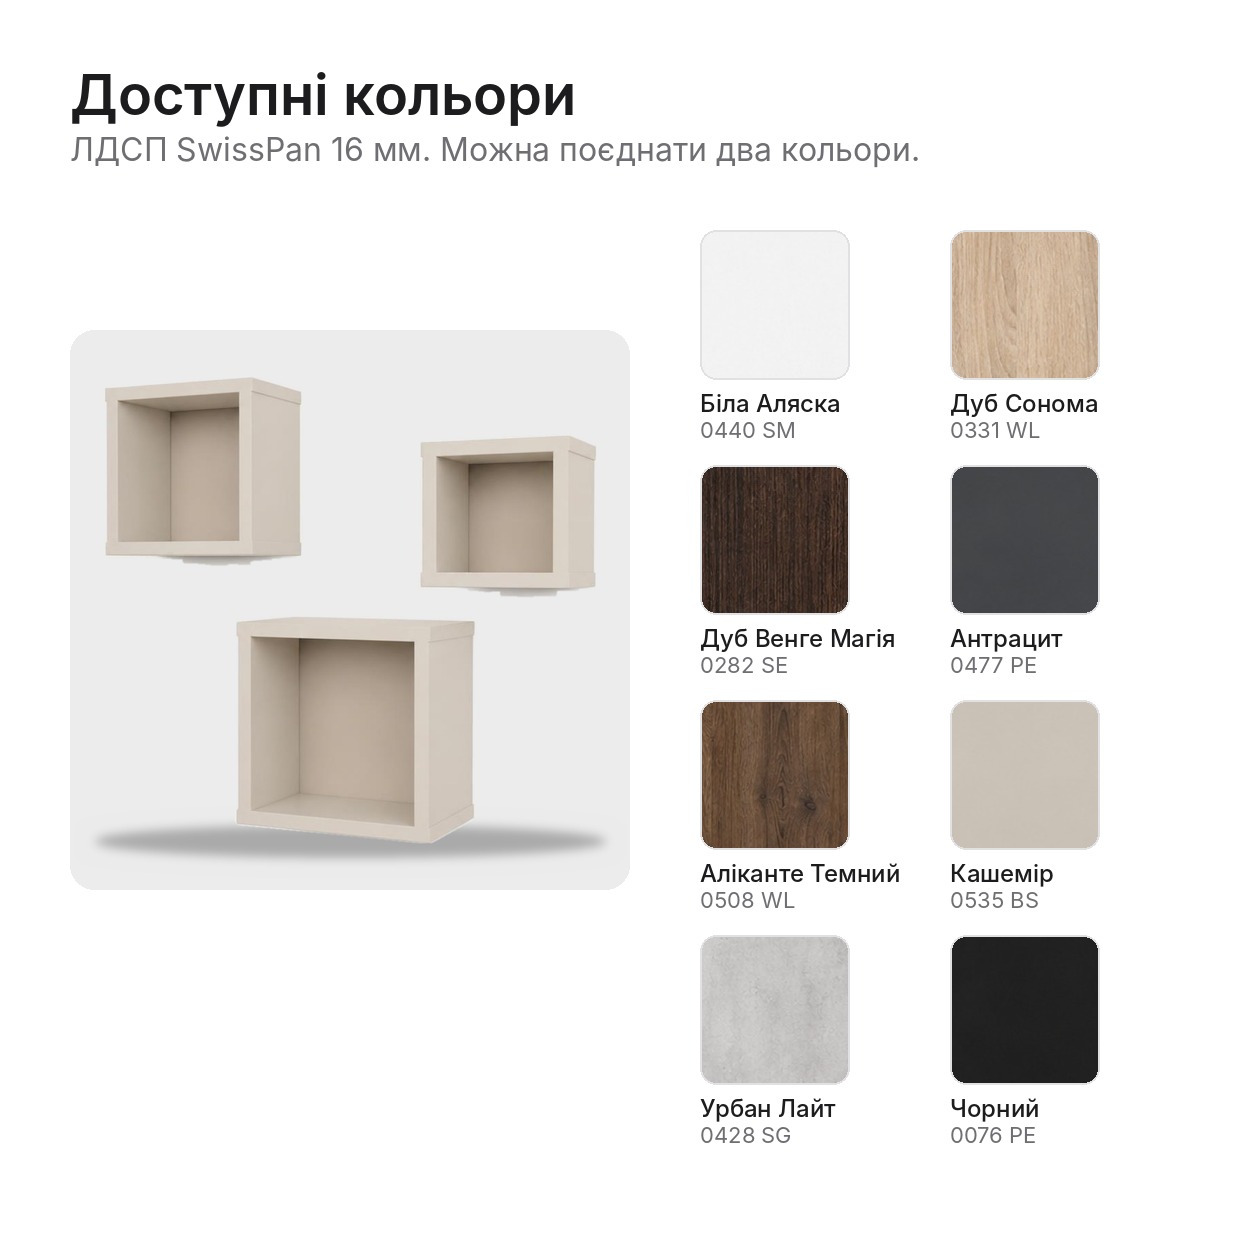 Доступні кольори
ЛДСП SwissPan 16 мм. Можна поєднати два кольори.
Біла Аляска
0440 SM
Дуб Сонома
0331 WL
Дуб Венге Магія
0282 SE
Антрацит
0477 PE
Аліканте Темний
0508 WL
Кашемір
0535 BS
Урбан Лайт
0428 SG
Чорний
0076 PE